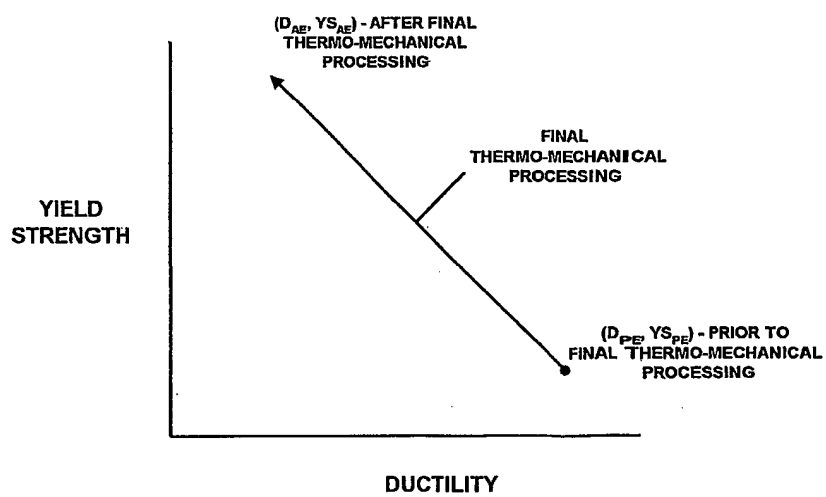 (D_AE, YS_AE) - AFTER FINAL
THERMO-MECHANICAL
PROCESSING
FINAL
THERMO-MECHANICAL
PROCESSING
YIELD
STRENGTH
(D_PE, YS_PE) - PRIOR TO
FINAL THERMO-MECHANICAL
PROCESSING
DUCTILITY